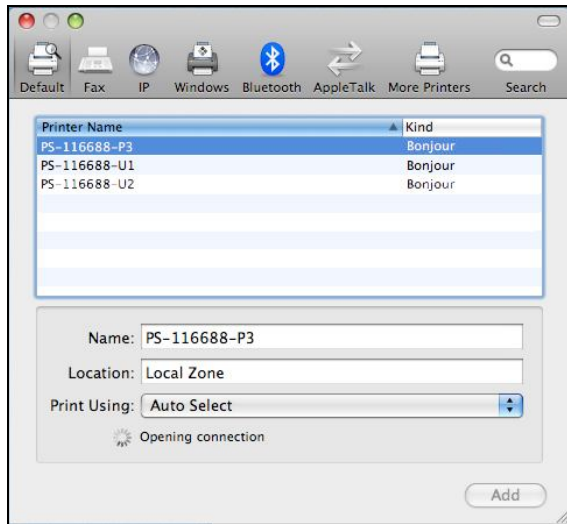 Default Fax IP Windows Bluetooth AppleTalk More Printers Search
Printer Name Kind
PS-116688-P3 Bonjour
PS-116688-U1 Bonjour
PS-116688-U2 Bonjour
Name: PS-116688-P3
Location: Local Zone
Print Using: Auto Select
Opening connection
Add